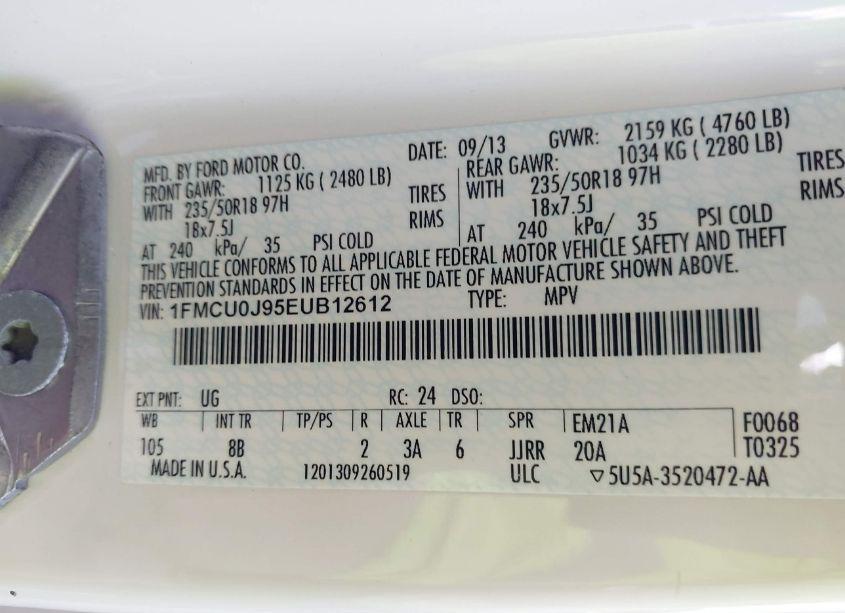 MFD. BY FORD MOTOR CO. DATE: 09/13 GVWR: 2159 KG ( 4760 LB)
FRONT GAWR: 1125 KG ( 2480 LB) REAR GAWR: 1034 KG ( 2280 LB)
WITH 235/50R18 97H TIRES WITH 235/50R18 97H TIRES
18x7.5J RIMS 18x7.5J RIMS
AT 240 kPa/ 35 PSI COLD AT 240 kPa/ 35 PSI COLD
THIS VEHICLE CONFORMS TO ALL APPLICABLE FEDERAL MOTOR VEHICLE SAFETY AND THEFT
PREVENTION STANDARDS IN EFFECT ON THE DATE OF MANUFACTURE SHOWN ABOVE.
VIN: 1FMCU0J95EUB12612 TYPE: MPV
EXT PNT: UG RC: 24 DSO:
WB INT TR TP/PS R AXLE TR SPR EM21A F0068
105 8B 2 3A 6 JJRR 20A T0325
MADE IN U.S.A. 1201309260519 ULC ▽5U5A-3520472-AA